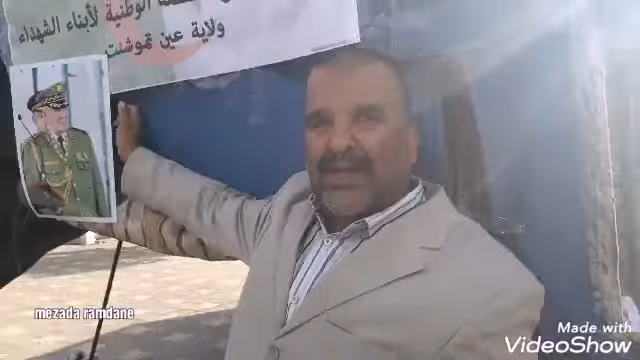 الوطنية لأبناء الشهداء
ولاية عين تموشنت
mezada ramdane
Made with
VideoShow